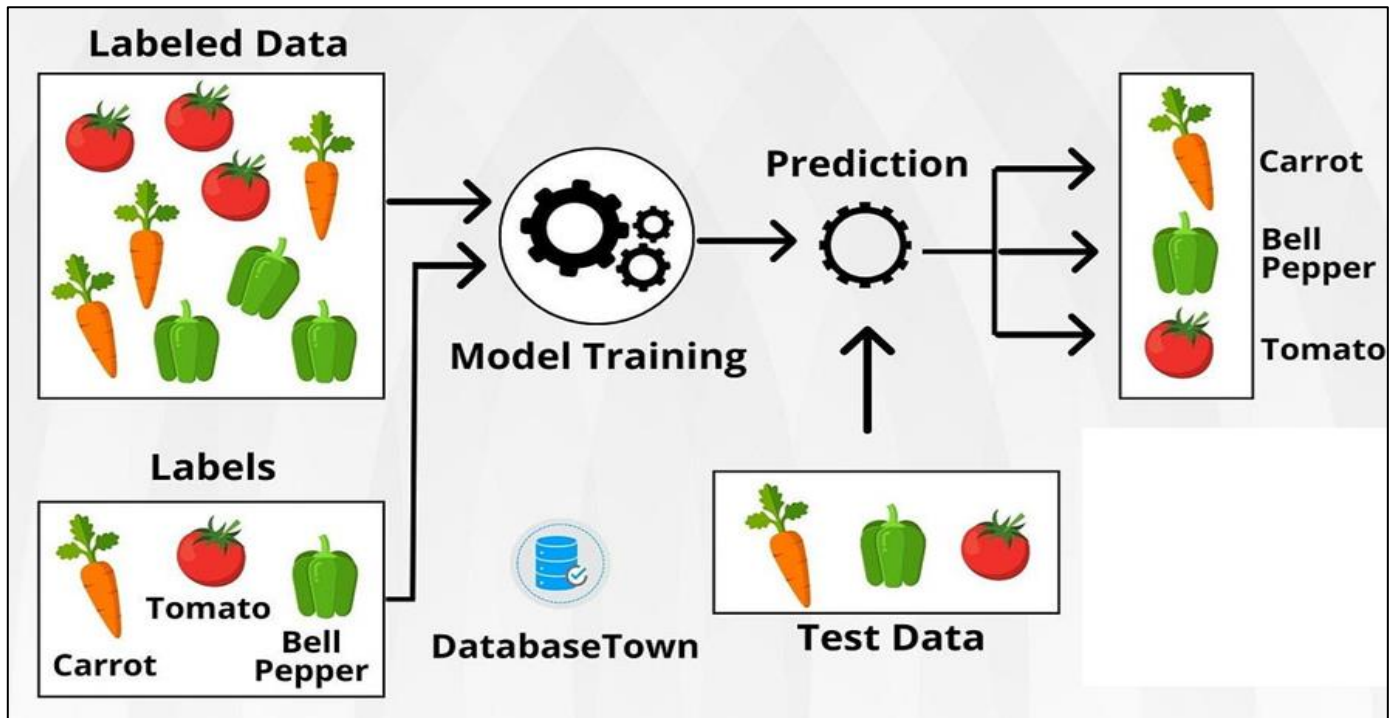 Labeled Data
Model Training
Prediction
Carrot
Bell
Pepper
Tomato
Labels
Carrot
Tomato
Bell
Pepper
DatabaseTown
Test Data